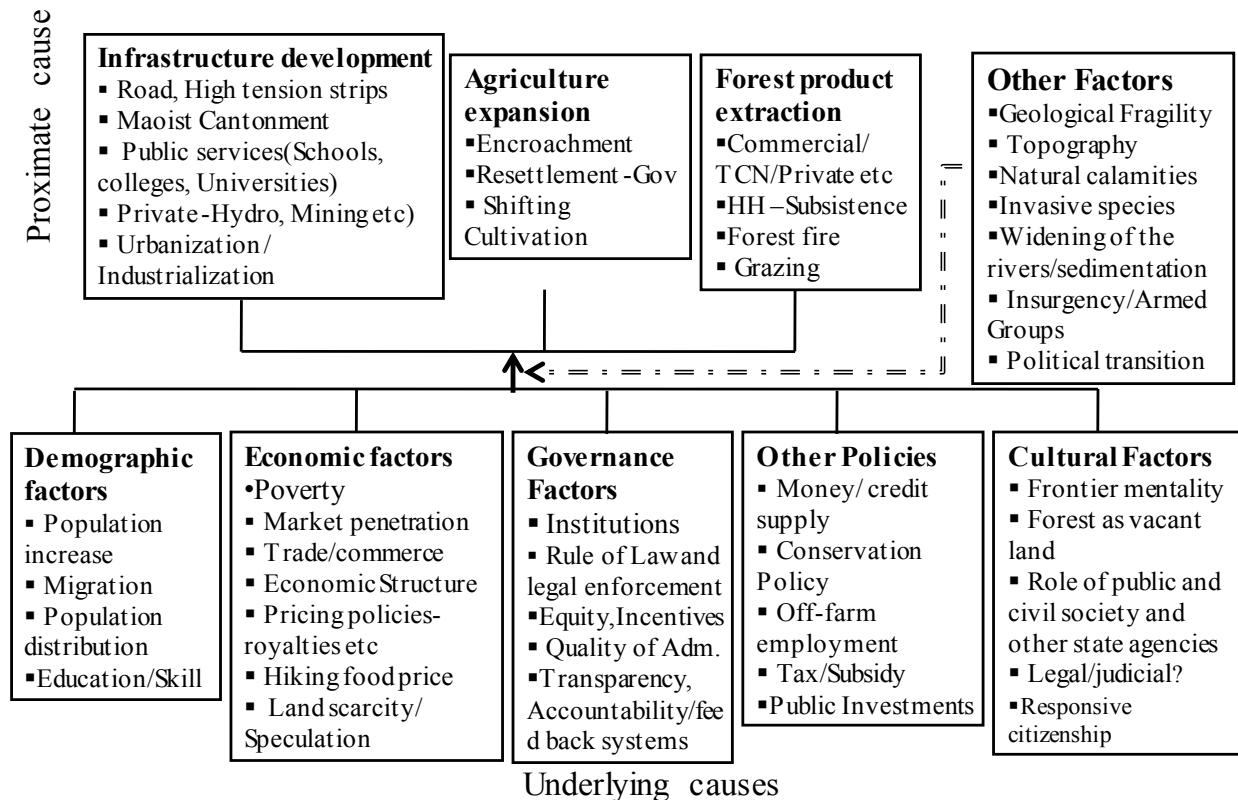 Proximate cause
Infrastructure development
▪ Road, High tension strips
▪ Maoist Cantonment
▪ Public services(Schools,
colleges, Universities)
▪ Private -Hydro, Mining etc)
▪ Urbanization /
Industrialization
Agriculture
expansion
▪Encroachment
▪Resettlement -Gov
▪ Shifting
Cultivation
Forest product
extraction
▪Commercial/
TCN/Private etc
▪HH –Subsistence
▪Forest fire
▪ Grazing
Other Factors
▪Geological Fragility
▪ Topography
▪Natural calamities
▪Invasive species
▪Widening of the
rivers/sedimentation
▪ Insurgency/Armed
Groups
▪ Political transition
Demographic
factors
▪ Population
increase
▪ Migration
▪ Population
distribution
▪Education/Skill
Economic factors
•Poverty
▪ Market penetration
▪ Trade/commerce
▪ Economic Structure
▪ Pricing policies-
royalties etc
▪ Hiking food price
▪ Land scarcity/
Speculation
Governance
Factors
▪ Institutions
▪ Rule of Law and
legal enforcement
▪Equity,Incentives
▪ Quality of Adm.
▪Transparency,
Accountability/fee
d back systems
Other Policies
▪ Money/ credit
supply
▪ Conservation
Policy
▪ Off-farm
employment
▪ Tax/Subsidy
▪Public Investments
Cultural Factors
▪ Frontier mentality
▪ Forest as vacant
land
▪ Role of public and
civil society and
other state agencies
▪ Legal/judicial?
▪Responsive
citizenship
Underlying causes